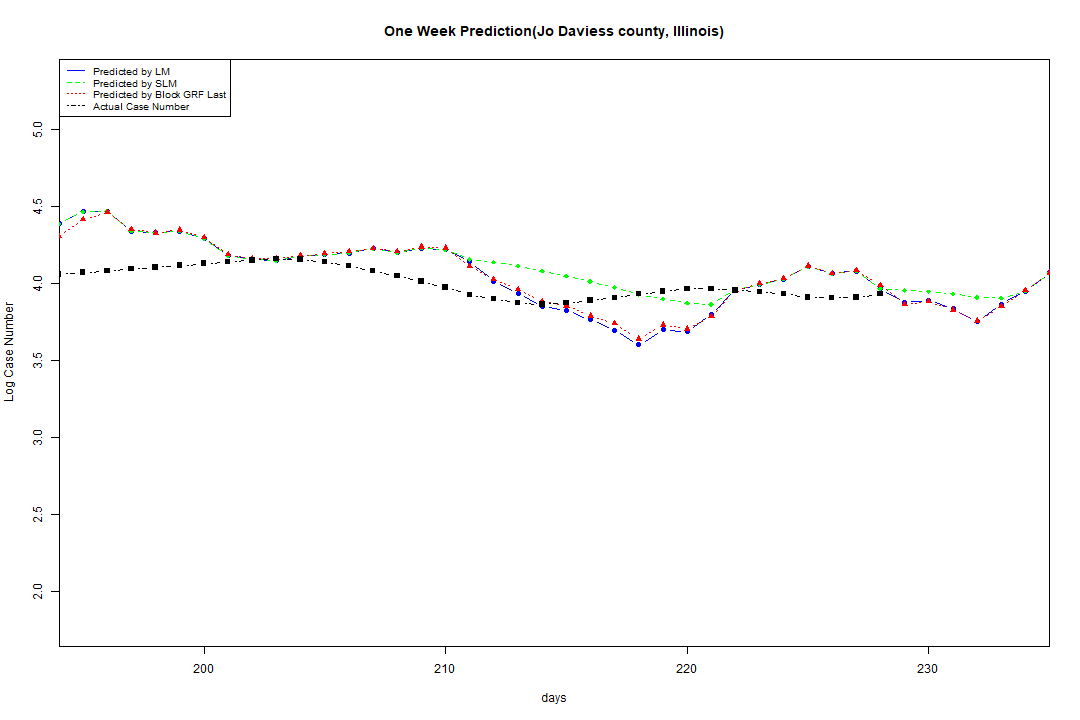 One Week Prediction(Jo Daviess county, Illinois)
Predicted by LM
Predicted by SLM
Predicted by Block GRF Last
Actual Case Number
5.0
4.5
4.0
3.5
3.0
2.5
2.0
Log Case Number
200
210
220
230
days